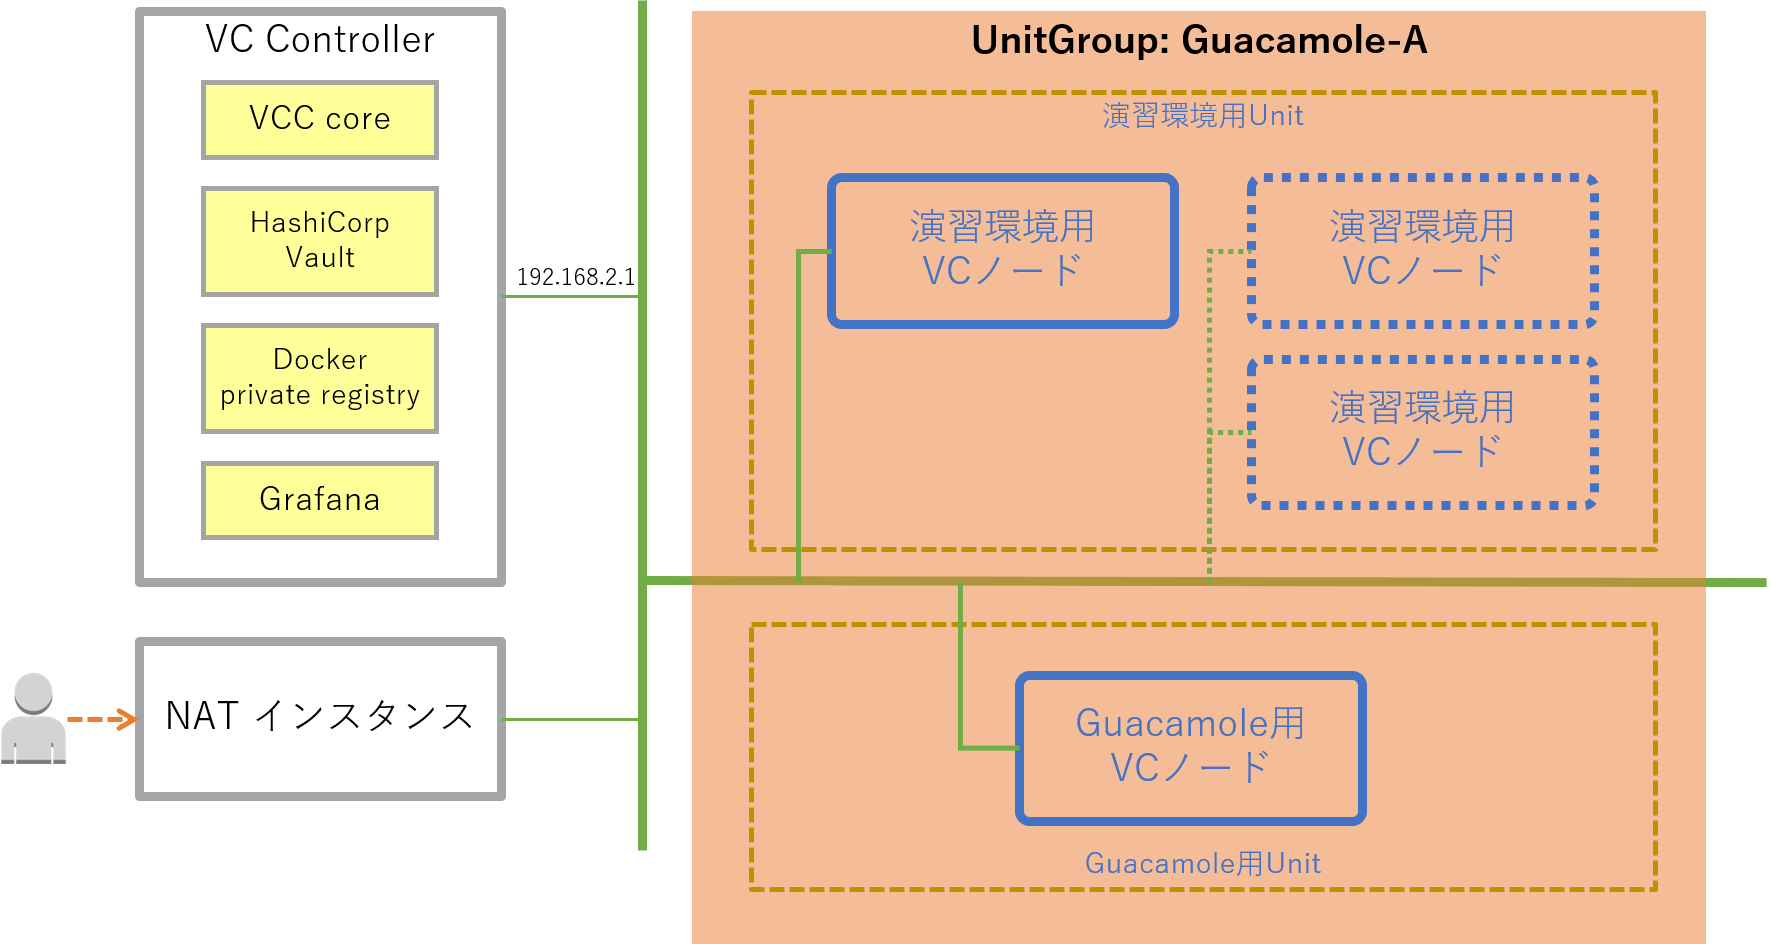 VC Controller
VCC core
HashiCorp
Vault
Docker
private registry
Grafana
192.168.2.1
NAT インスタンス
UnitGroup: Guacamole-A
演習環境用Unit
演習環境用
VCノード
演習環境用
VCノード
演習環境用
VCノード
Guacamole用
VCノード
Guacamole用Unit